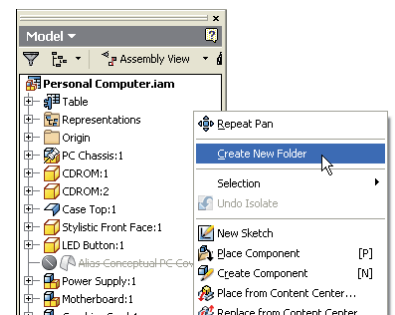 Model
Assembly View
Personal Computer.iam
Table
Representations
Origin
PC Chassis:1
CDROM:1
CDROM:2
Case Top:1
Stylistic Front Face:1
LED Button:1
Alias-Conceptual PC Cov
Power Supply:1
Motherboard:1
Repeat Pan
Create New Folder
Selection
Undo Isolate
New Sketch
Place Component [P]
Create Component [N]
Place from Content Center...
Replace from Content Center